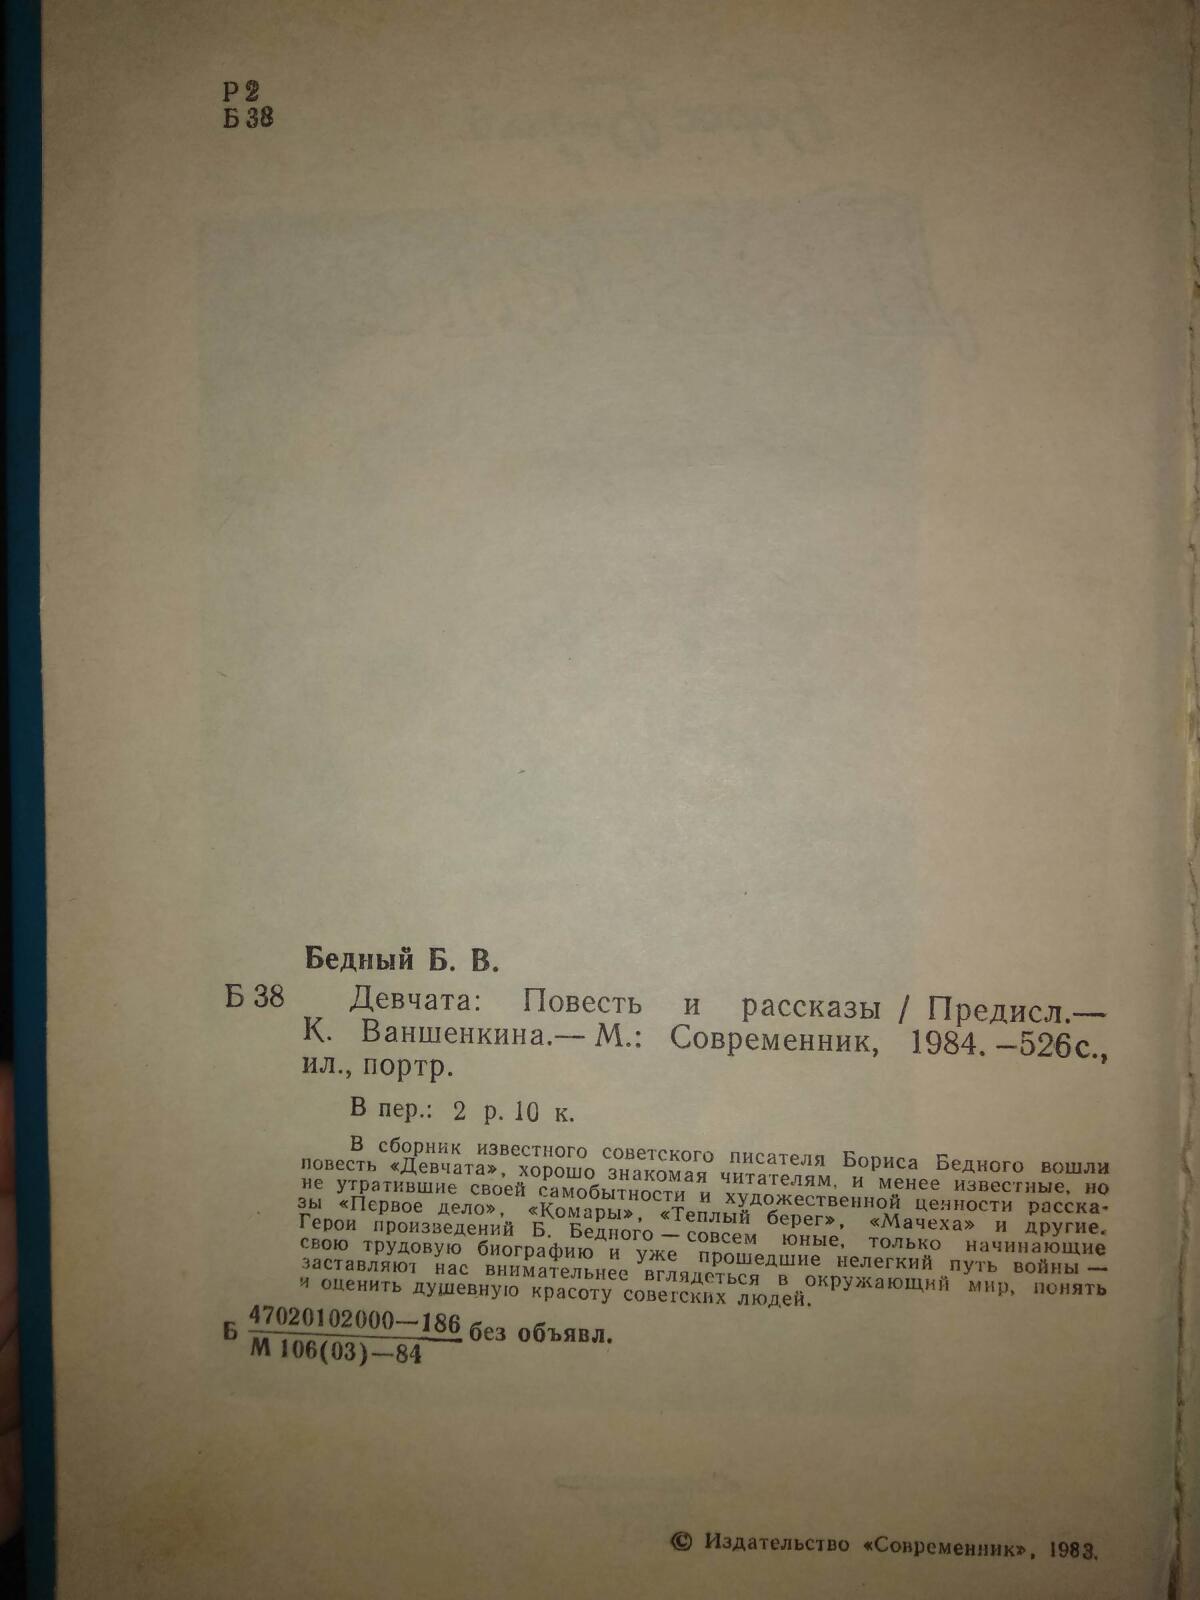 Р2
Б38
Бедный Б. В.
Б38 Девчата: Повесть и рассказы / Предисл.—
К. Ваншенкина.— М.: Современник, 1984. —526с.,
ил., портр.
В пер.: 2 р. 10 к.
В сборник известного советского писателя Бориса Бедного вошли
повесть «Девчата», хорошо знакомая читателям, и менее известные, но
не утратившие своей самобытности и художественной ценности расска-
зы «Первое дело», «Комары», «Теплый берег», «Мачеха» и другие.
Герои произведений Б. Бедного — совсем юные, только начинающие
свою трудовую биографию и уже прошедшие нелегкий путь войны —
заставляют нас внимательнее вглядеться в окружающий мир, понять
и оценить душевную красоту советских людей.
Б 47020102000—186 без объявл.
М 106(03)—84
© Издательство «Современник», 1983.